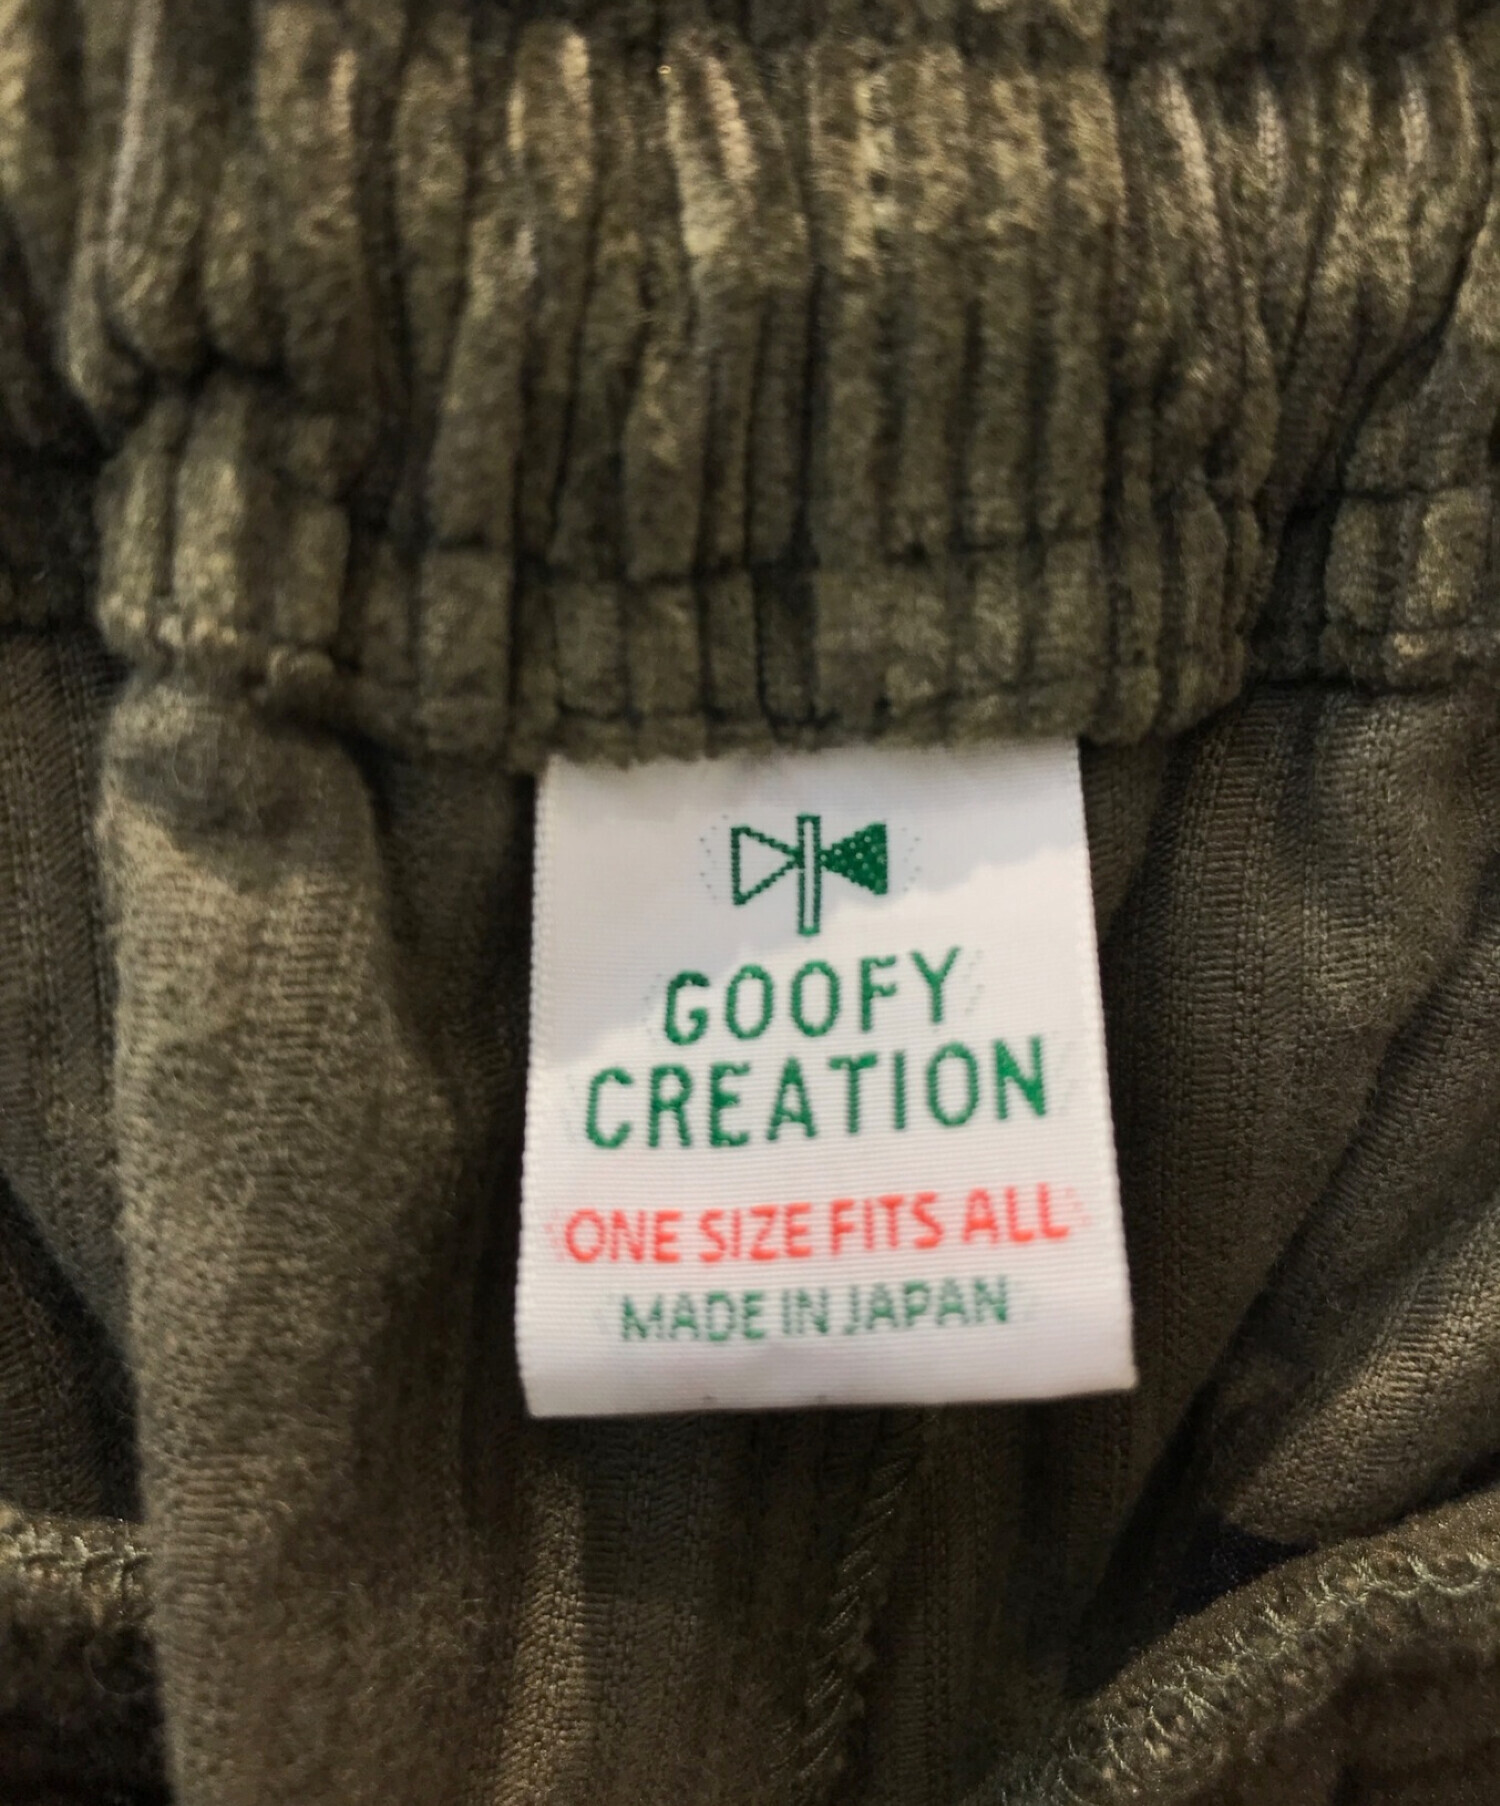 GOOFY
CREATION
ONE SIZE FITS ALL
MADE IN JAPAN